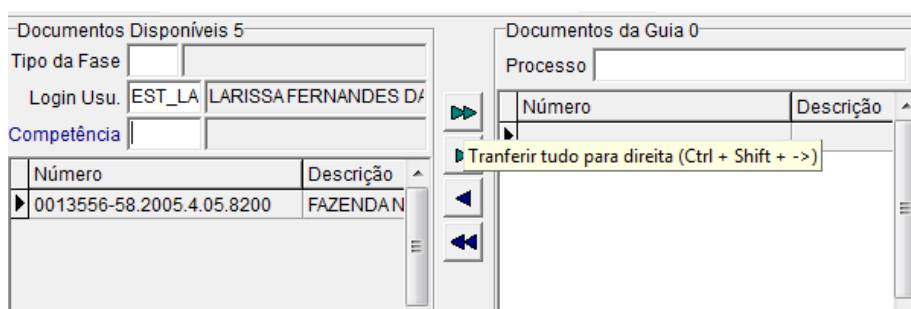 Documentos Disponíveis 5
Tipo da Fase
Login Usu. EST_LA LARISSA FERNANDES DA
Competência
Número Descrição
0013556-58.2005.4.05.8200 FAZENDA N
Documentos da Guia 0
Processo
Número Descrição
Tranferir tudo para direita (Ctrl + Shift + ->)